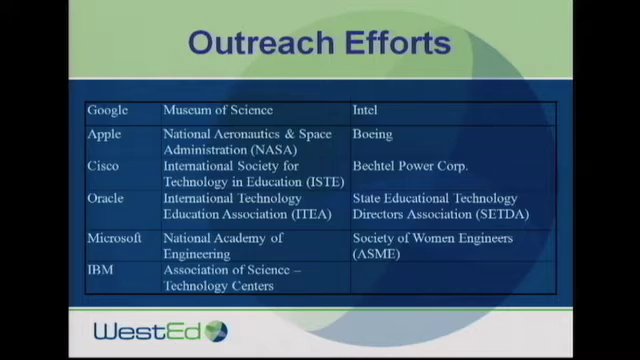 Outreach Efforts
Google Museum of Science Intel
Apple National Aeronautics & Space Boeing
Administration (NASA)
Cisco International Society for Bechtel Power Corp.
Technology in Education (ISTE)
Oracle International Technology State Educational Technology
Education Association (ITEA) Directors Association (SETDA)
Microsoft National Academy of Society of Women Engineers
Engineering (ASME)
IBM Association of Science –
Technology Centers
WestEd